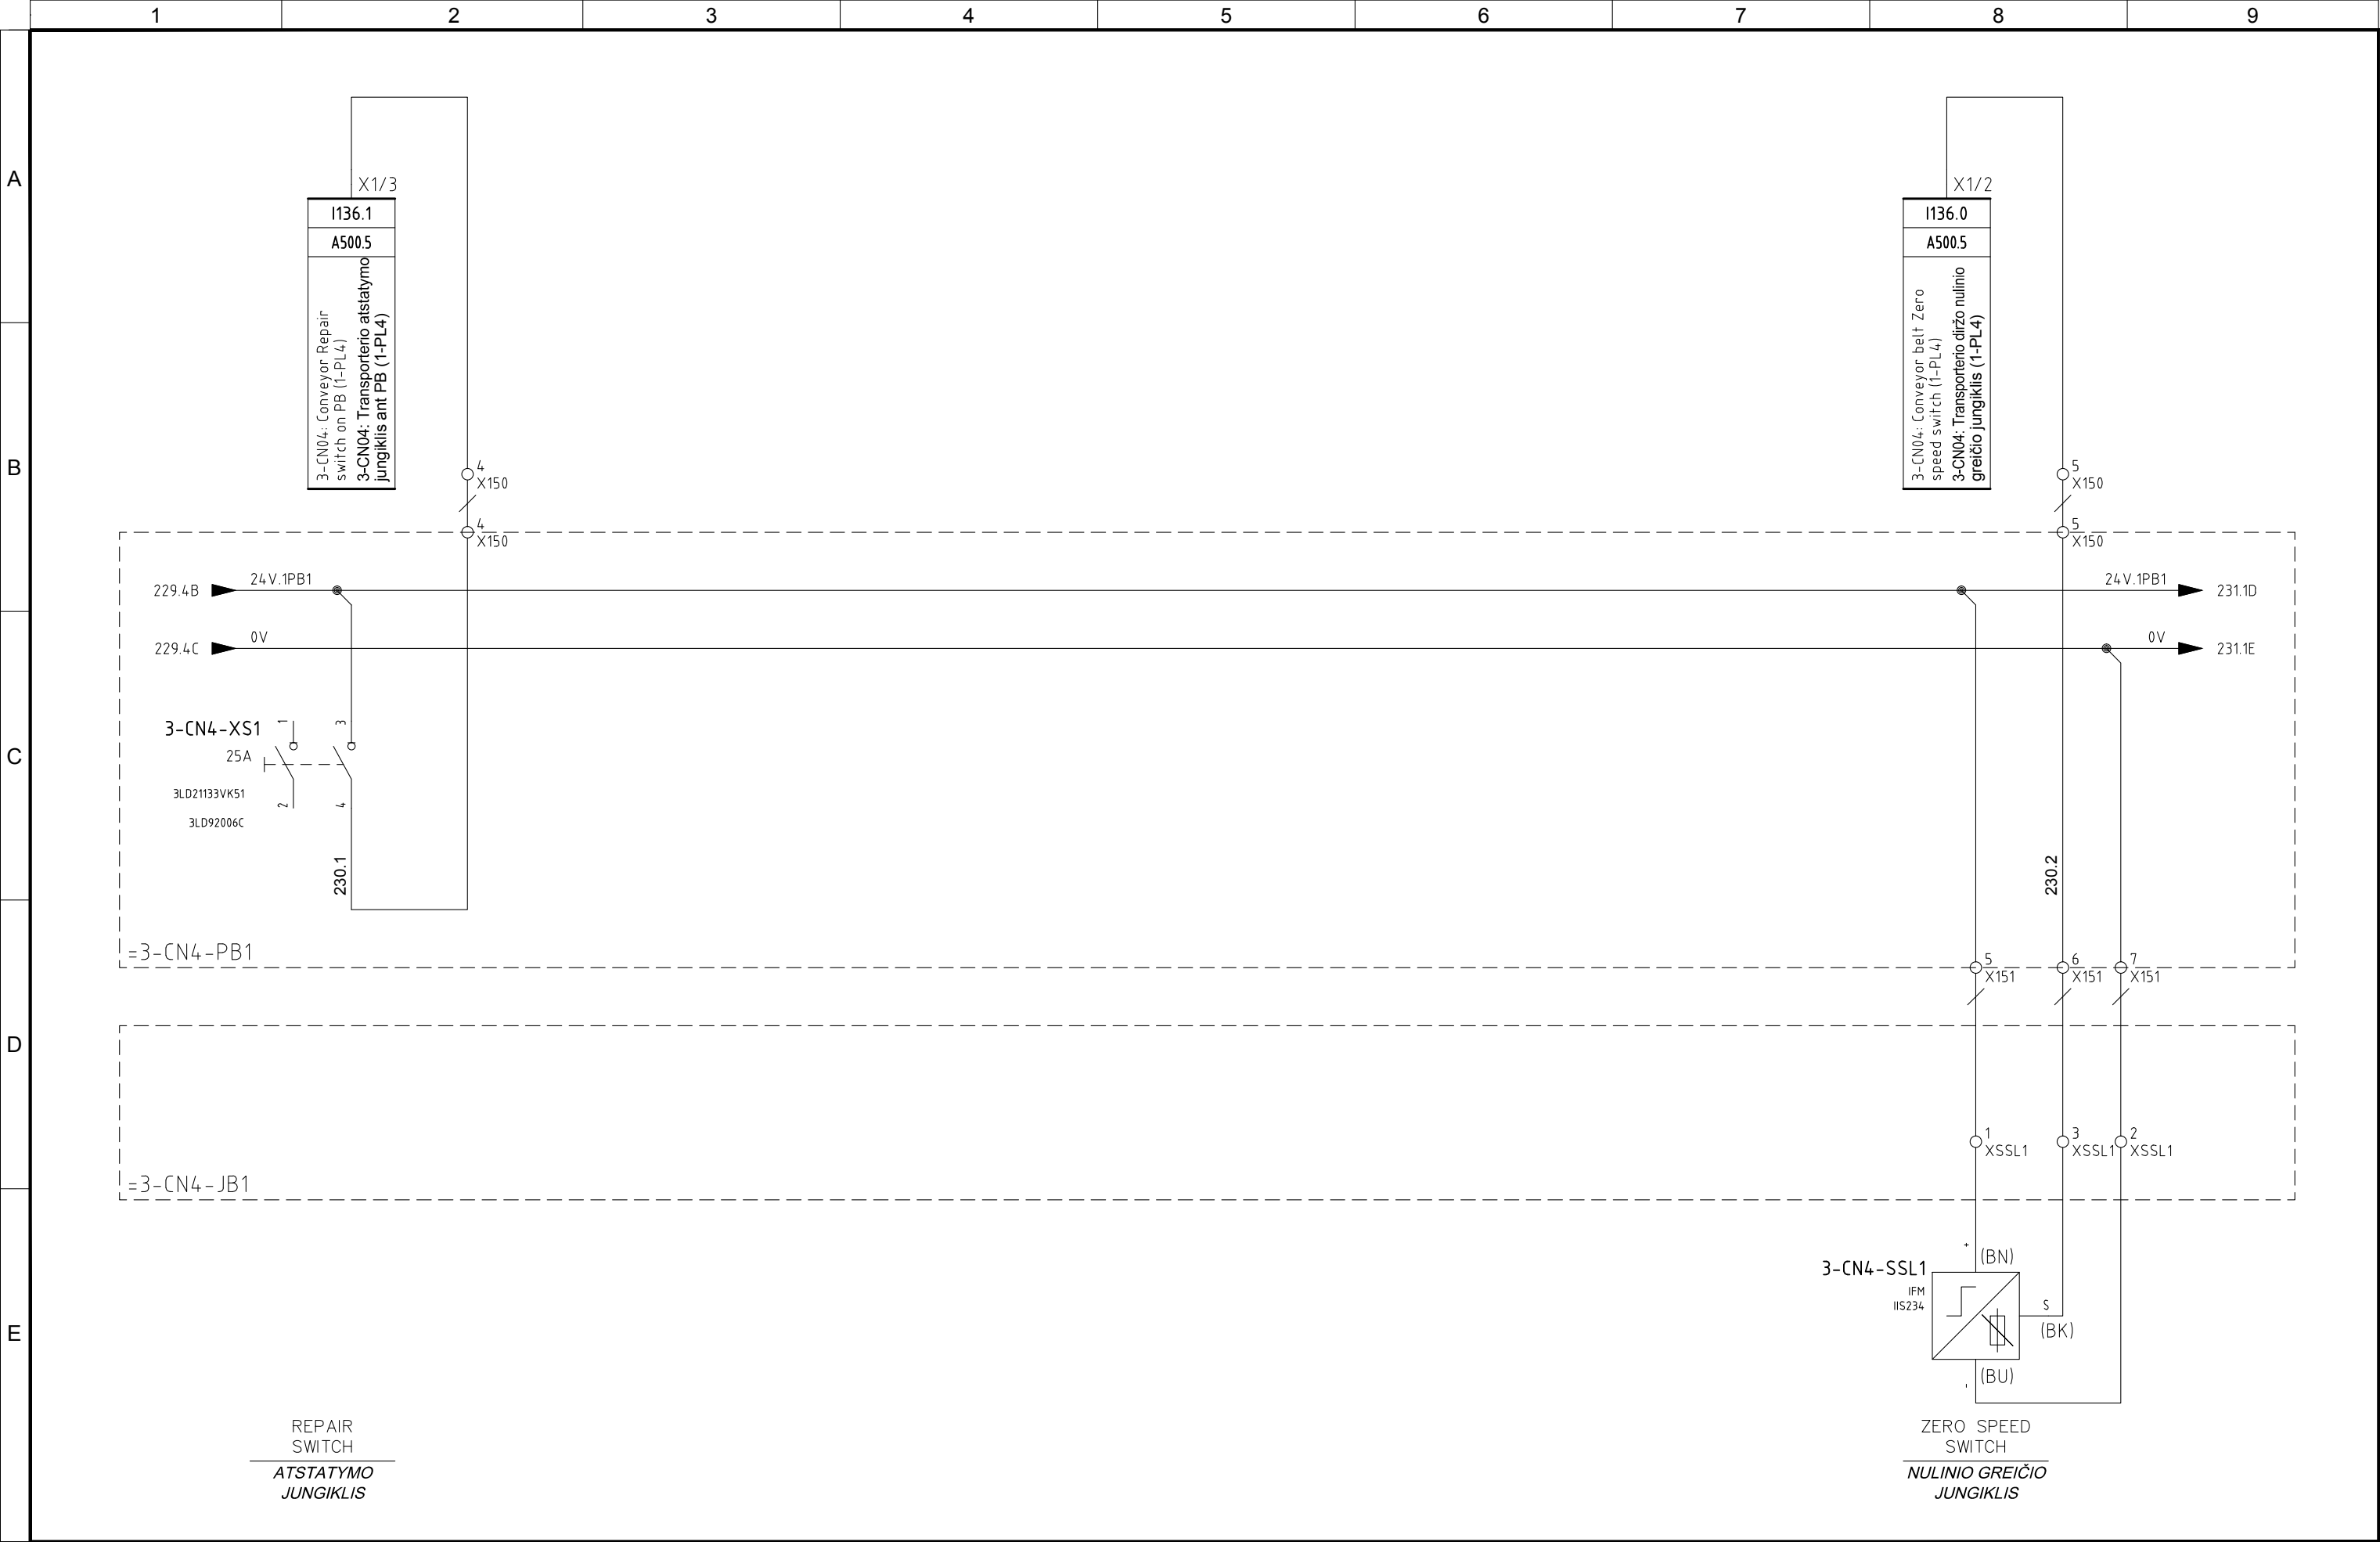 1 2 3 4 5 6 7 8 9
A
B
C
D
E
X1/3
I136.1
A500.5
3-CN04: Conveyor Repair
switch on PB (1-PL4)
3-CN04: Transporterio atstatymo
jungiklis ant PB (1-PL4)
4
X150
4
X150
X1/2
I136.0
A500.5
3-CN04: Conveyor belt Zero
speed switch (1-PL4)
3-CN04: Transporterio diržo nulinio
greičio jungiklis (1-PL4)
5
X150
5
X150
229.4B
24V.1PB1
24V.1PB1
231.1D
229.4C
0V
0V
231.1E
3-CN4-XS1
25A
3LD21133VK51
3LD92006C
1
2
3
4
230.1
230.2
=3-CN4-PB1
5
X151
6
X151
7
X151
1
XSSL1
3
XSSL1
2
XSSL1
=3-CN4-JB1
+
(BN)
3-CN4-SSL1
IFM
IIS234
S
(BK)
(BU)
-
REPAIR
SWITCH
ATSTATYMO
JUNGIKLIS
ZERO SPEED
SWITCH
NULINIO GREIČIO
JUNGIKLIS